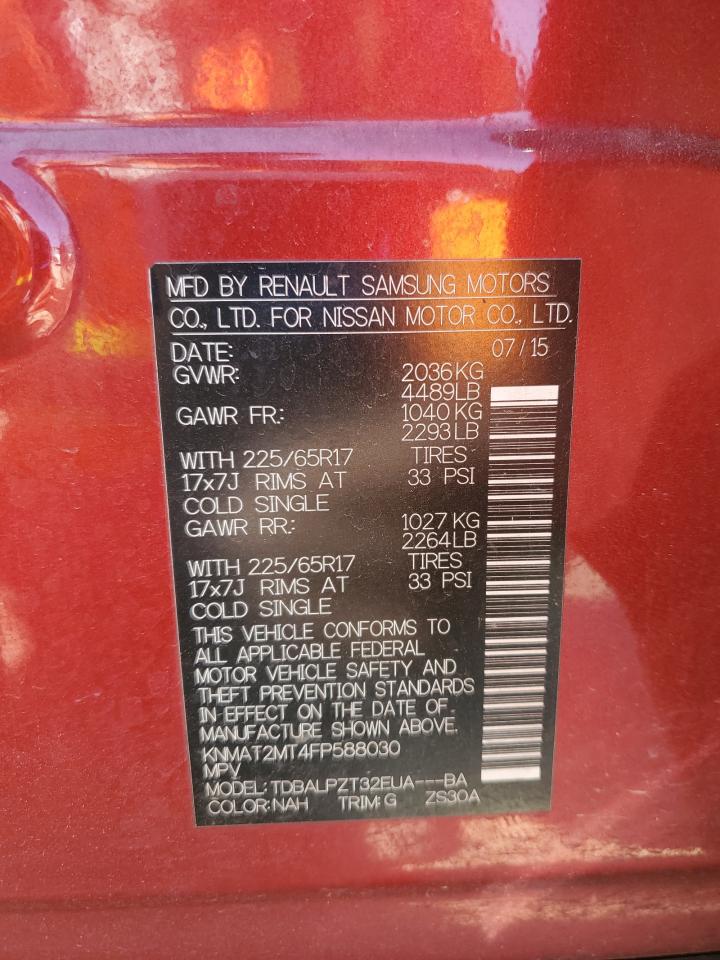 MFD BY RENAULT SAMSUNG MOTORS
CO., LTD. FOR NISSAN MOTOR CO., LTD.
DATE: 07/15
GVWR: 2036KG
4489LB
GAWR FR.: 1040KG
2293LB
WITH 225/65R17 TIRES
17x7J RIMS AT 33 PSI
COLD SINGLE
GAWR RR.: 1027KG
2264LB
WITH 225/65R17 TIRES
17x7J RIMS AT 33 PSI
COLD SINGLE
THIS VEHICLE CONFORMS TO
ALL APPLICABLE FEDERAL
MOTOR VEHICLE SAFETY AND
THEFT PREVENTION STANDARDS
IN EFFECT ON THE DATE OF
MANUFACTURE SHOWN ABOVE.
KNMAT2MT4FP588030
MPV
MODEL: TDBALPZT32EUA---BA
COLOR: NAH TRIM: G ZS30A